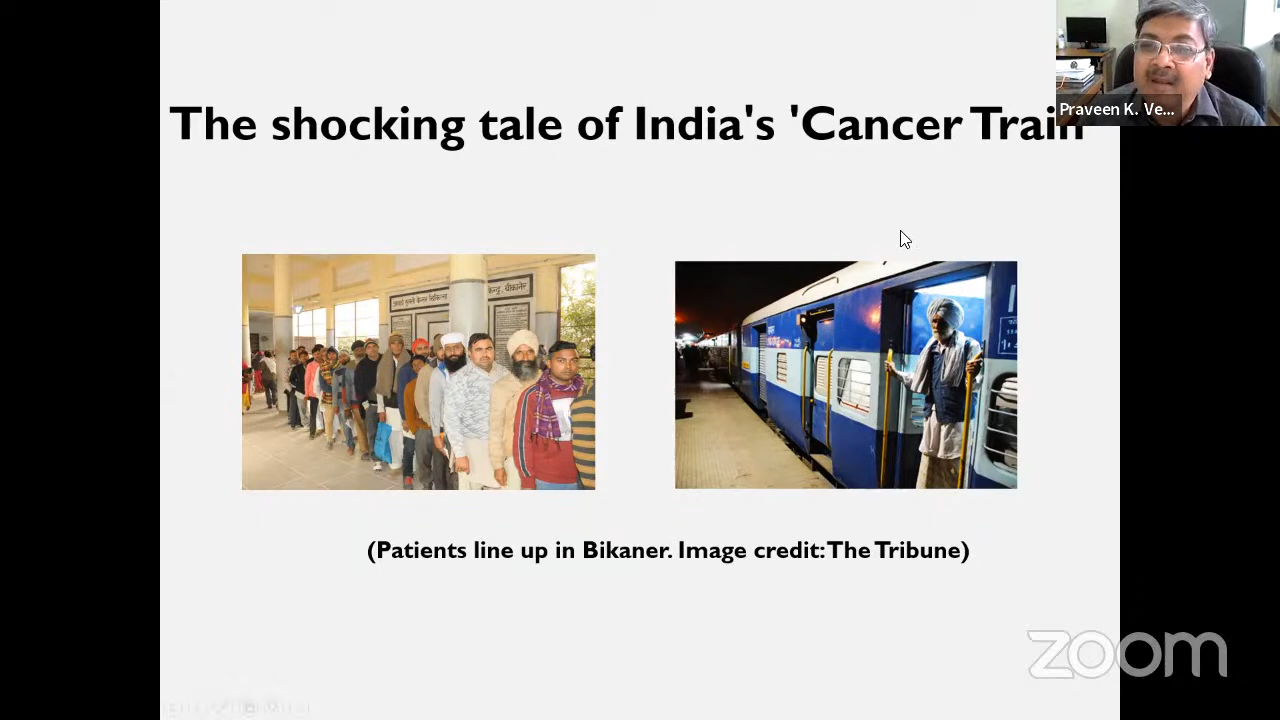 The shocking tale of India's 'Cancer Train'
Praveen K. Ve...
केन्द्र, बीकानेर
(Patients line up in Bikaner. Image credit: The Tribune)
zoom